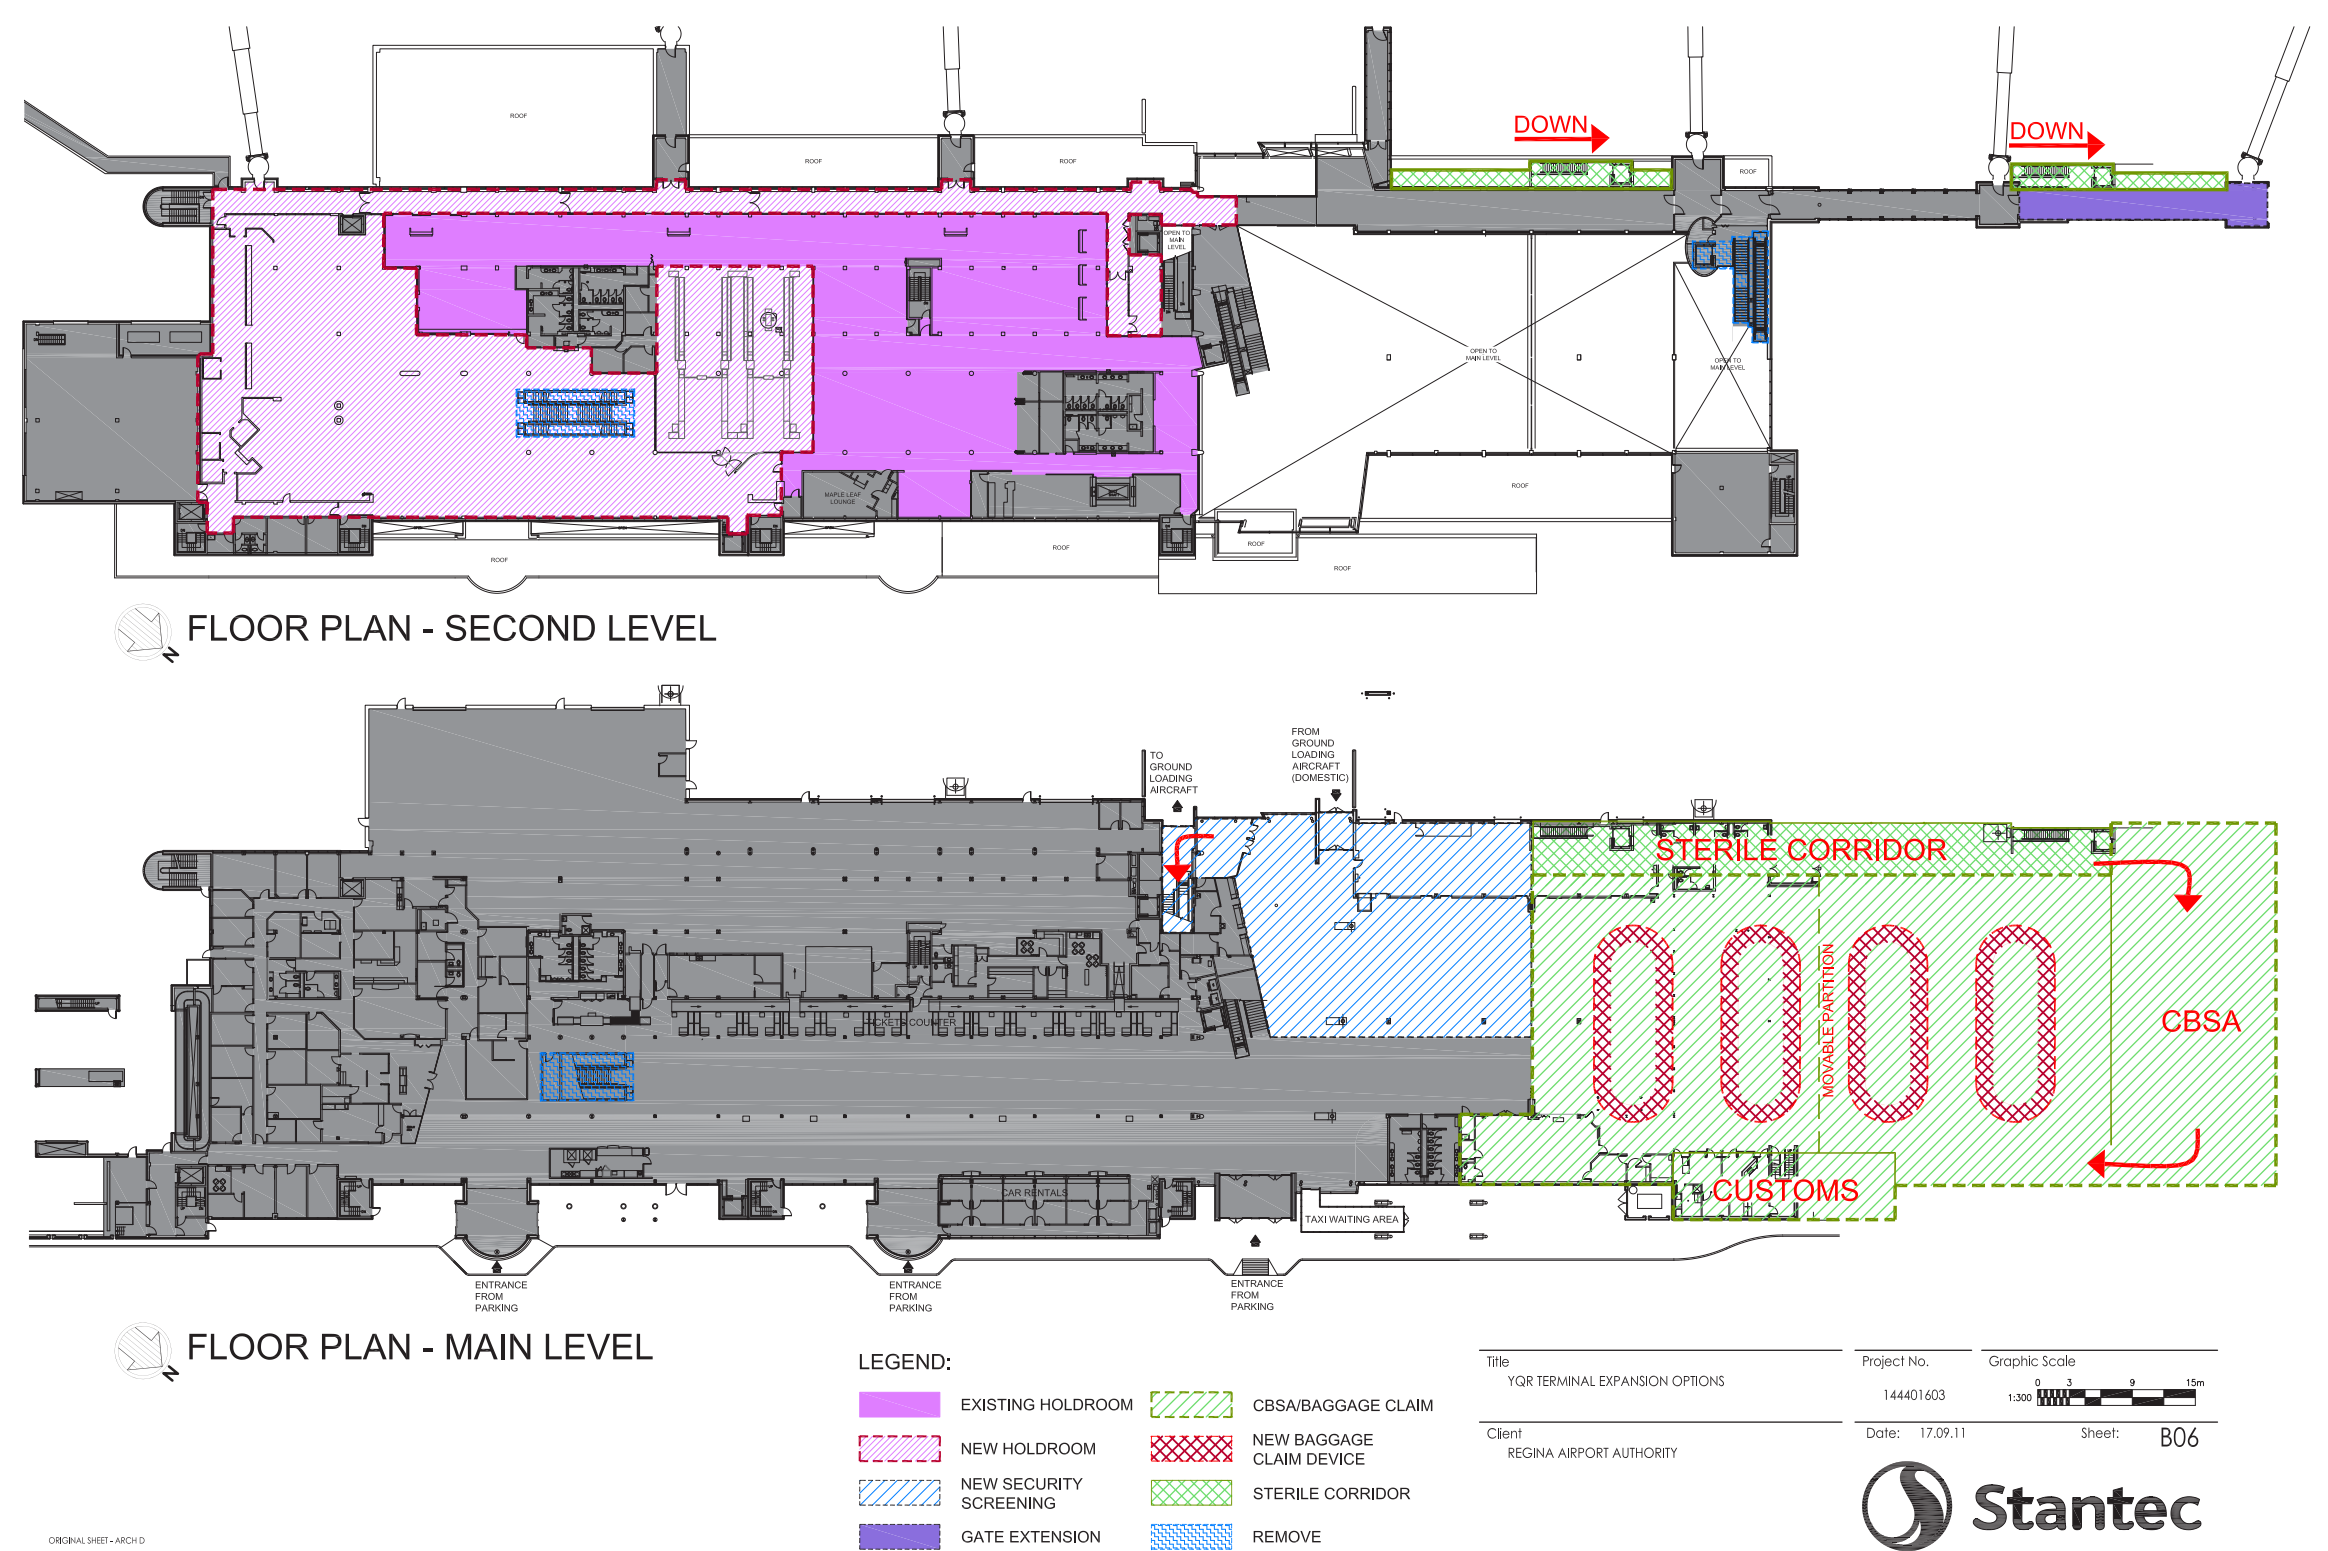 ROOF
DOWN
DOWN
ROOF
ROOF
ROOF
OPEN TO
MAIN
LEVEL
OPEN TO
MAIN LEVEL
OPEN TO
MAIN LEVEL
MAPLE LEAF
LOUNGE
ROOF
ROOF
ROOF
ROOF
ROOF
N
FLOOR PLAN - SECOND LEVEL
TO
GROUND
LOADING
AIRCRAFT
FROM
GROUND
LOADING
AIRCRAFT
(DOMESTIC)
STERILE CORRIDOR
MOVABLE PARTITION
CBSA
TICKETS COUNTER
CUSTOMS
CAR RENTALS
TAXI WAITING AREA
ENTRANCE
FROM
PARKING
ENTRANCE
FROM
PARKING
ENTRANCE
FROM
PARKING
N
FLOOR PLAN - MAIN LEVEL
LEGEND:
EXISTING HOLDROOM
NEW HOLDROOM
NEW SECURITY
SCREENING
GATE EXTENSION
CBSA/BAGGAGE CLAIM
NEW BAGGAGE
CLAIM DEVICE
STERILE CORRIDOR
REMOVE
Title
YQR TERMINAL EXPANSION OPTIONS
Project No.
144401603
Graphic Scale
0 3 9 15m
1:300
Client
REGINA AIRPORT AUTHORITY
Date: 17.09.11
Sheet: B06
Stantec
ORIGINAL SHEET - ARCH D